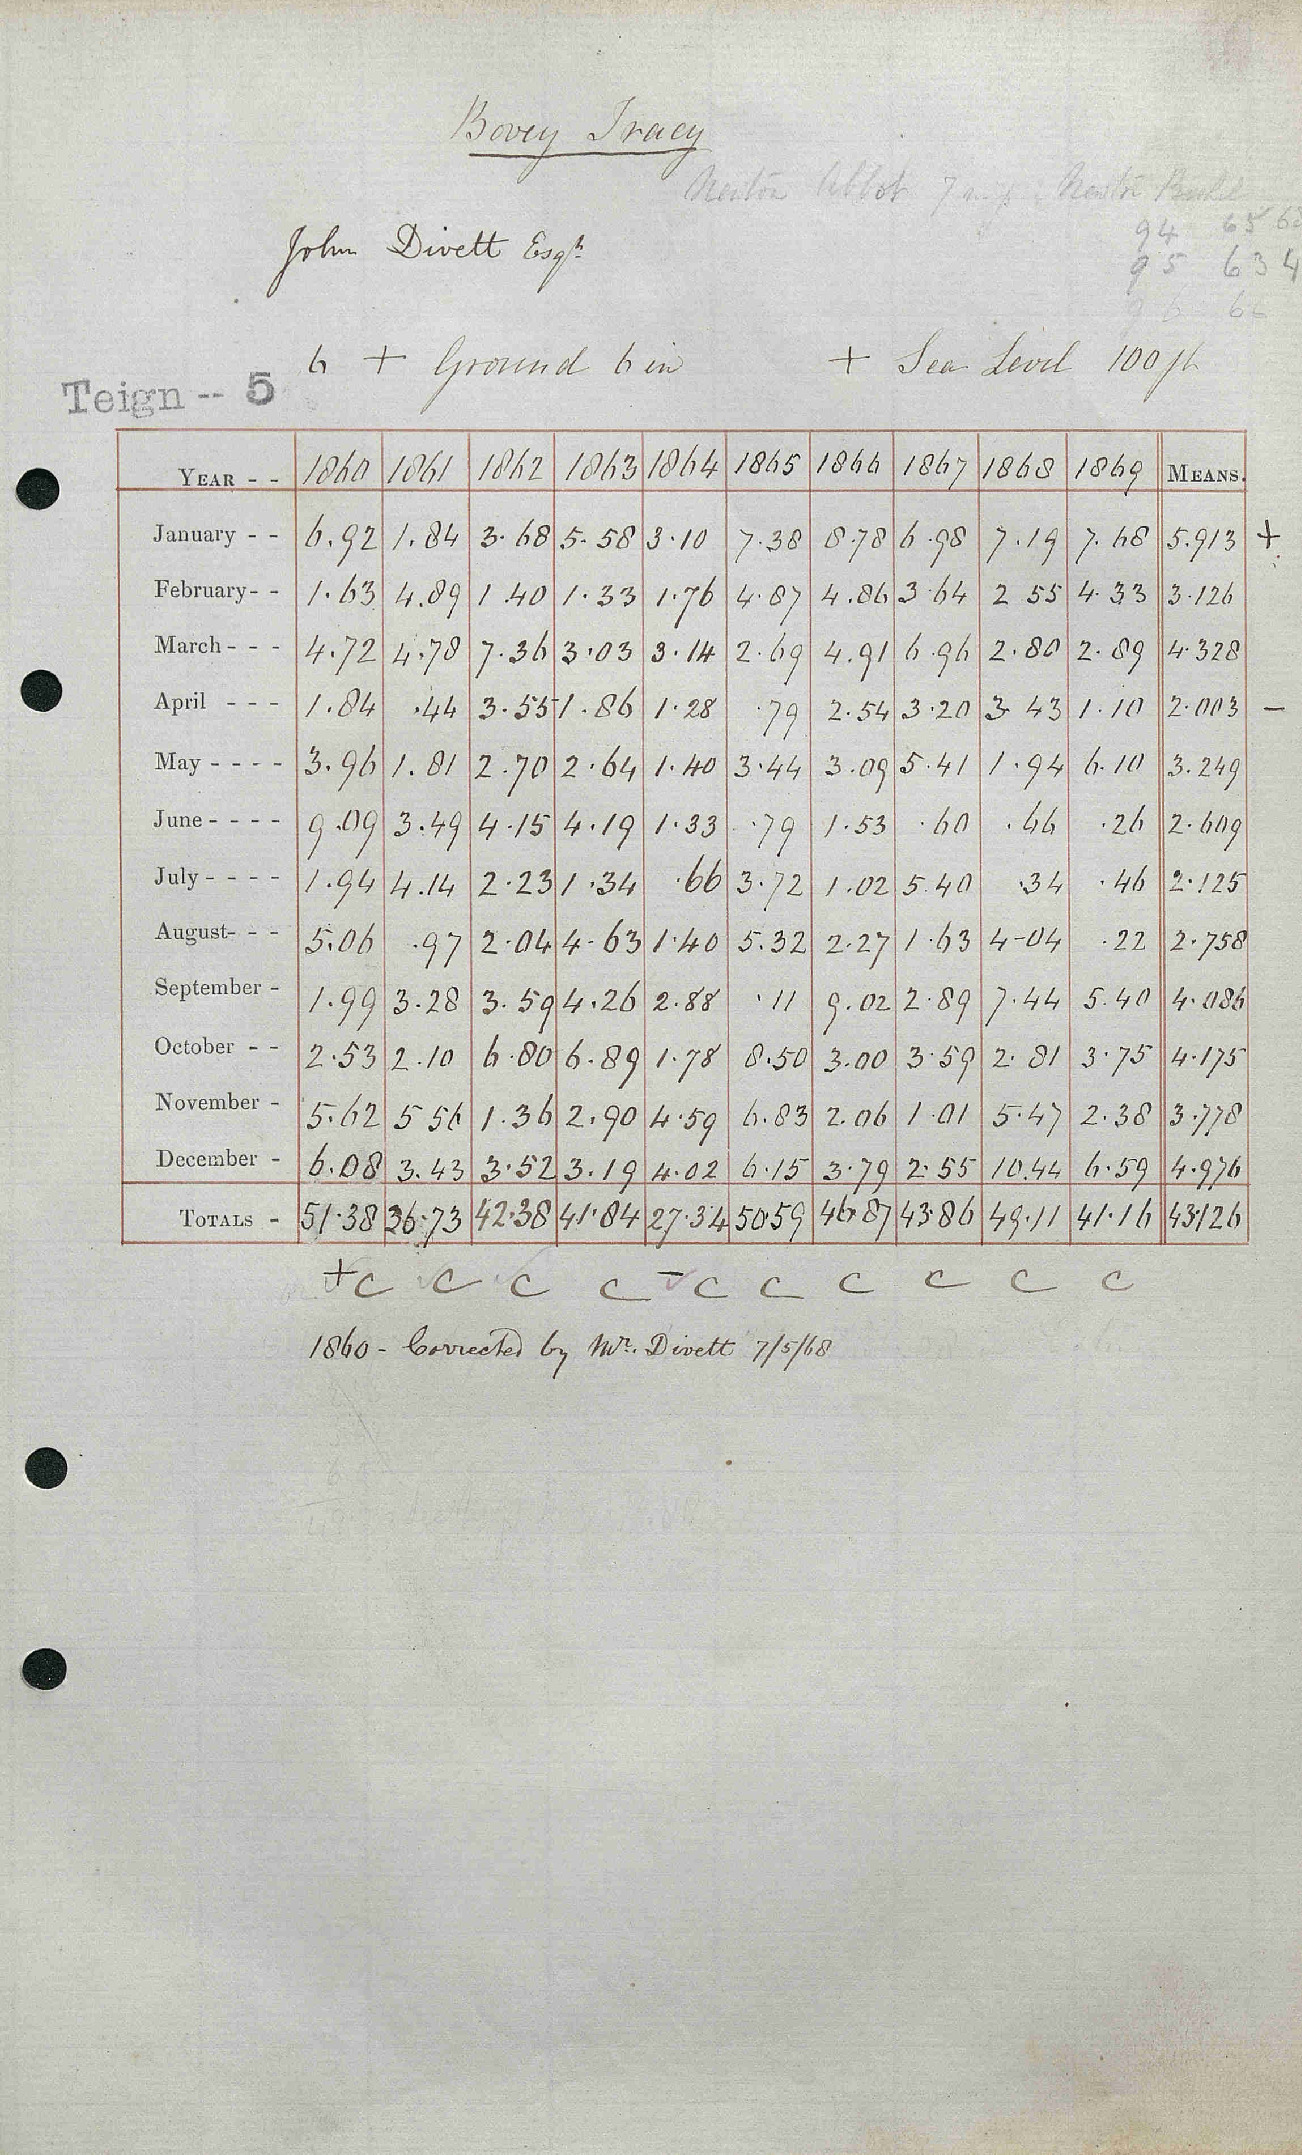 Bovey Tracy
Newton Abbot
94 65 68
95 634
96 66
John Divett Esqr.
6 + Ground 6 in + Sea Level 100 ft
Teign -- 5
YEAR - - 1860 1861 1862 1863 1864 1865 1866 1867 1868 1869 MEANS.
January - - 6.92 1.84 3.68 5.58 3.10 7.38 8.78 6.98 7.19 7.68 5.913 +
February - - 1.63 4.89 1.40 1.33 1.76 4.87 4.86 3.64 2 55 4.33 3.126
March - - - 4.72 4.78 7.36 3.03 3.14 2.69 4.91 6.96 2.80 2.89 4.328
April - - - 1.84 .44 3.55 1.86 1.28 .79 2.54 3.20 3.43 1.10 2.003 —
May - - - - 3.96 1.81 2.70 2.64 1.40 3.44 3.09 5.41 1.94 6.10 3.249
June - - - - 9.09 3.49 4.15 4.19 1.33 .79 1.53 .60 .66 .26 2.609
July - - - - 1.94 4.14 2.23 1.34 .66 3.72 1.02 5.40 .34 .46 2.125
August - - - 5.06 .97 2.04 4.63 1.40 5.32 2.27 1.63 4-04 .22 2.758
September - 1.99 3.28 3.59 4.26 2.88 .11 9.02 2.89 7.44 5.40 4.086
October - - 2.53 2.10 6.80 6.89 1.78 8.50 3.00 3.59 2.81 3.75 4.175
November - 5.62 5 56 1.36 2.90 4.59 6.83 2.06 1.01 5.47 2.38 3.778
December - 6.08 3.43 3.52 3.19 4.02 6.15 3.79 2.55 10.44 6.59 4.976
TOTALS - 51.38 36.73 42.38 41.84 27.34 50.59 46.87 43.86 49.11 41.16 43.126
+c c c c - c c c c c c
1860 - Corrected by Mr. Divett 7/5/68